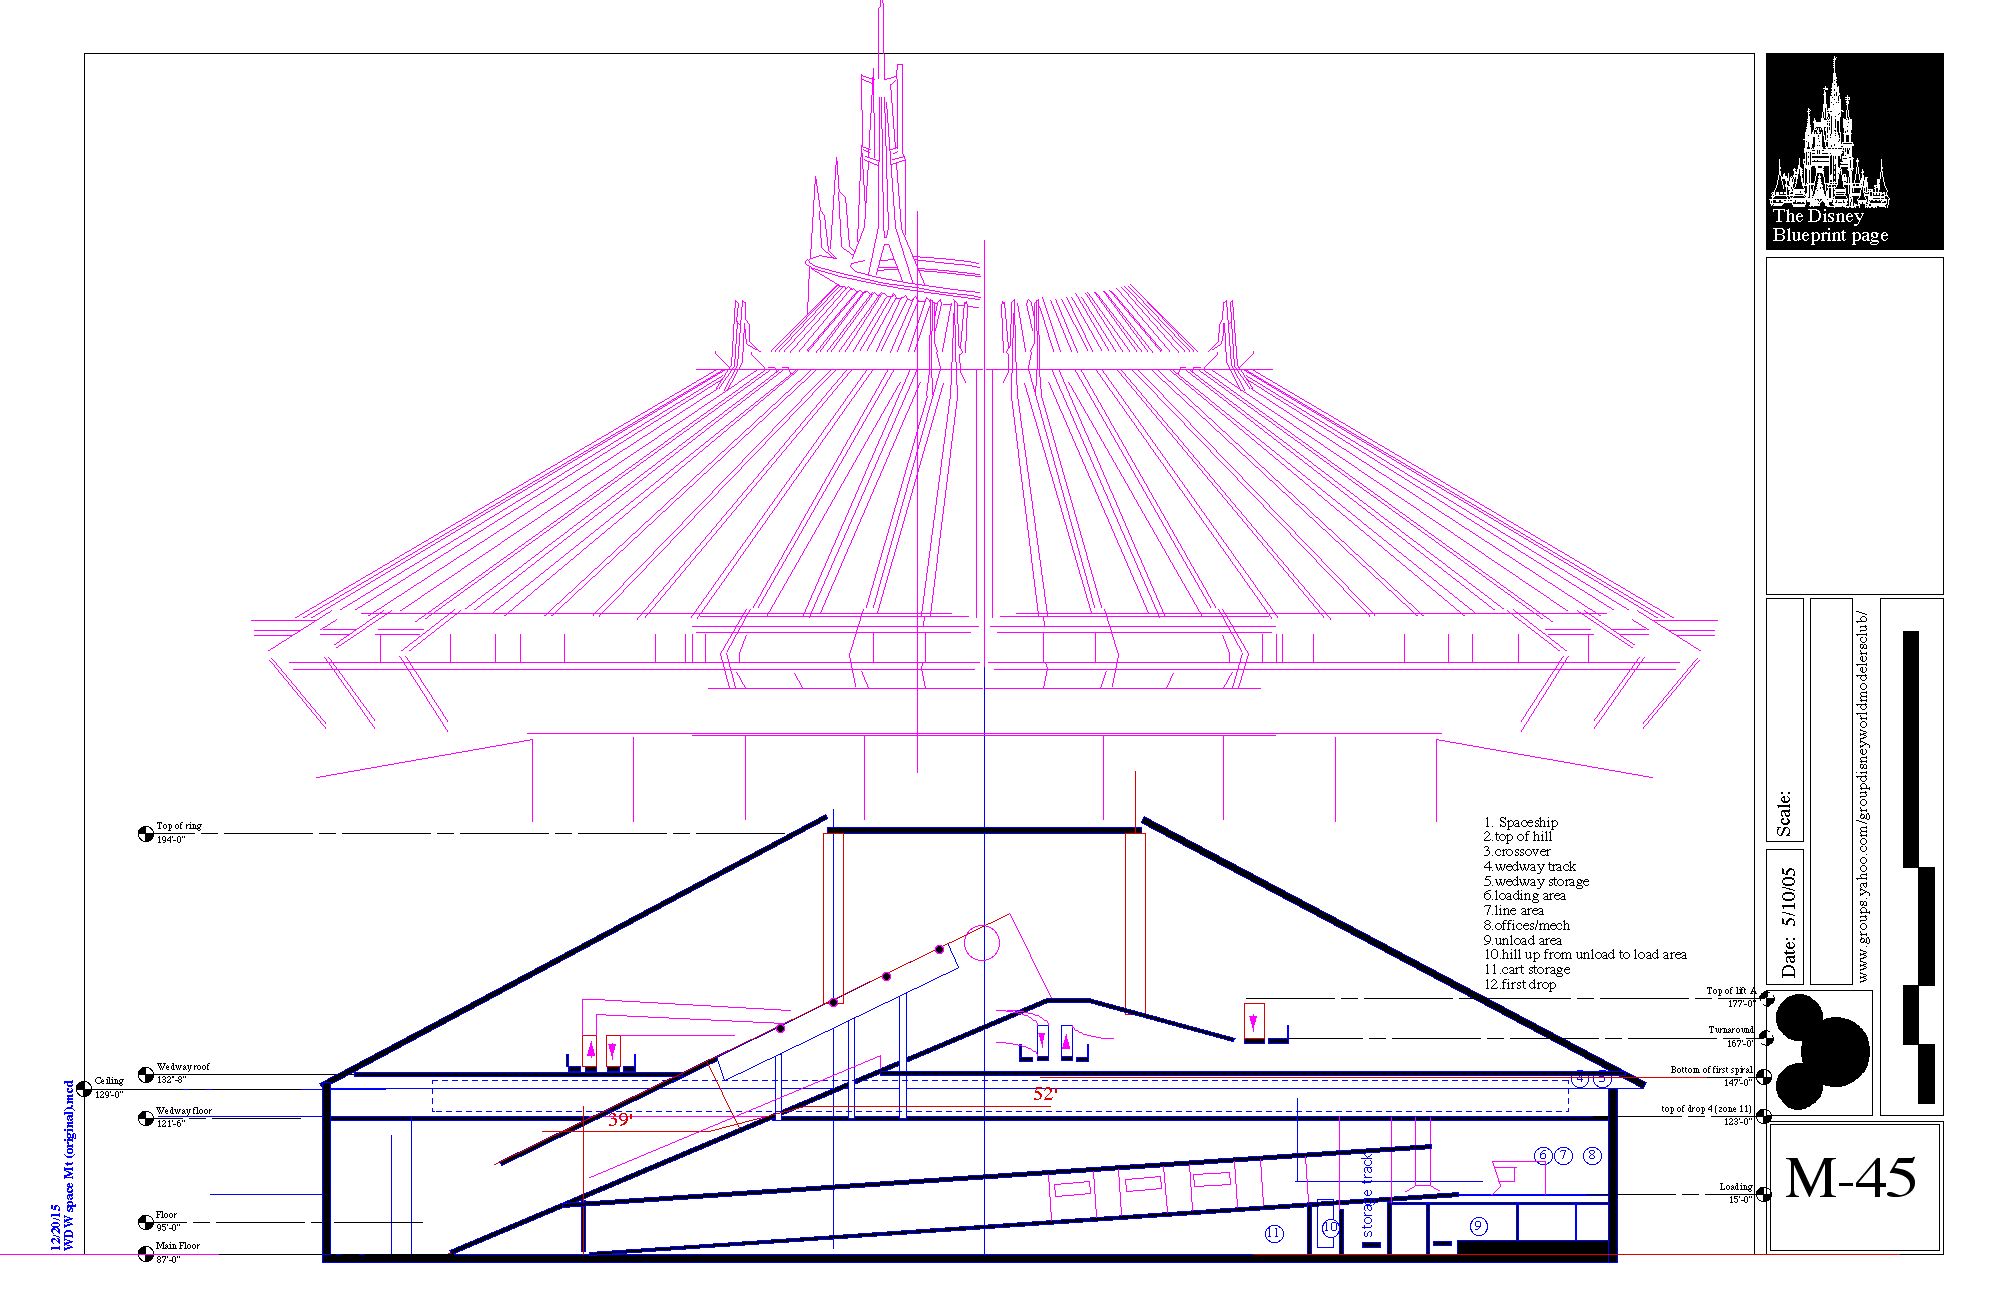 The Disney
Blueprint page
www.groups.yahoo.com/groupdisneyworldmodelersclub/
Scale:
Date: 5/10/05
M-45
1. Spaceship
2.top of hill
3.crossover
4.wedway track
5.wedway storage
6.loading area
7.line area
8.offices/mech
9.unload area
10.hill up from unload to load area
11.cart storage
12.first drop
Top of ring
194'-0"
Wedway roof
132'-8"
Ceiling
129'-0"
Wedway floor
121'-6"
Floor
95'-0"
Main Floor
87'-0"
12/20/15
WDW space Mt (original).mcd
Top of lift A
177'-0"
Turnaround
167'-0"
Bottom of first spiral
147'-0"
top of drop 4 (zone 11)
123'-0"
Loading
15'-0"
39'
52'
4 5
6 7 8
storage track
11 10 9